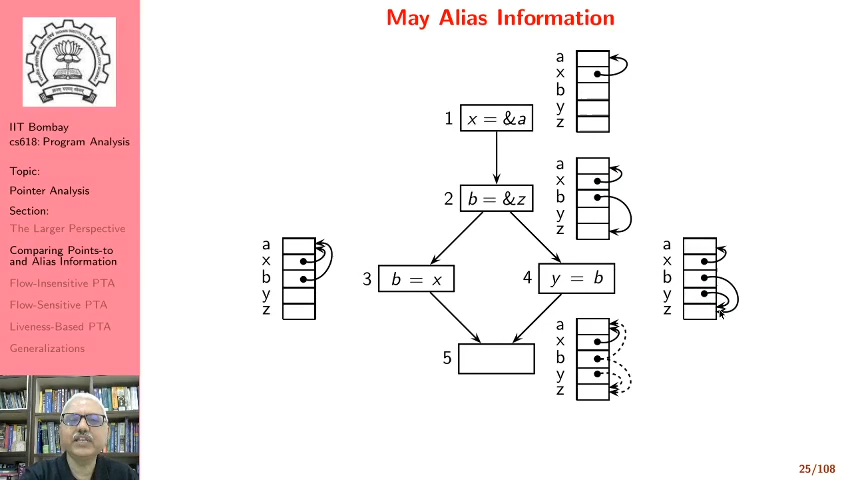 May Alias Information
IIT Bombay
cs618: Program Analysis
Topic:
Pointer Analysis
Section:
The Larger Perspective
Comparing Points-to
and Alias Information
Flow-Insensitive PTA
Flow-Sensitive PTA
Liveness-Based PTA
Generalizations
a
x
b
y
z
1 x = &a
a
x
b
y
z
2 b = &z
a
x
b
y
z
3 b = x
4 y = b
a
x
b
y
z
5
a
x
b
y
z
25/108